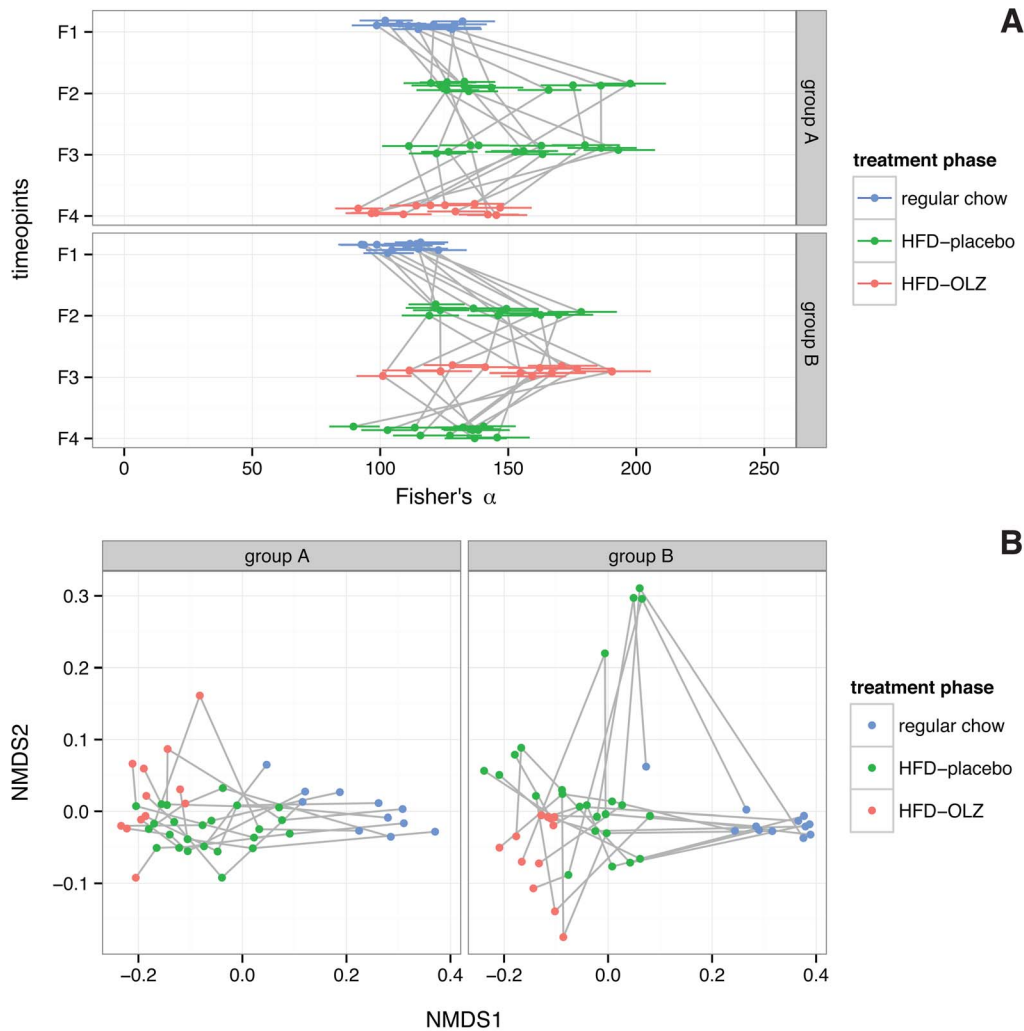 A
F1
F2
F3
F4
group A
F1
F2
F3
F4
group B
timeopints
0 50 100 150 200 250
Fisher's α
treatment phase
regular chow
HFD−placebo
HFD−OLZ
B
group A group B
0.3
0.2
0.1
0.0
−0.1
NMDS2
−0.2 0.0 0.2 0.4 −0.2 0.0 0.2 0.4
NMDS1
treatment phase
regular chow
HFD−placebo
HFD−OLZ